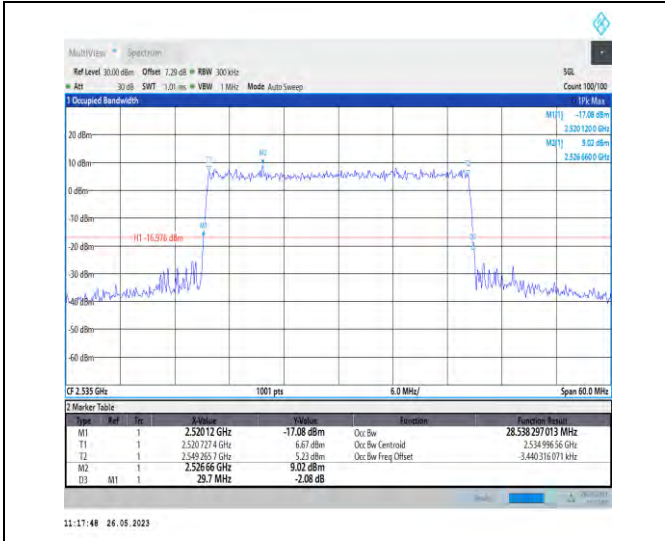 MultiView Spectrum
Ref Level 30.00 dBm Offset 7.29 dB RBW 300 kHz SGL
Att 30 dB SWT 1.01 ms VBW 1 MHz Mode Auto Sweep Count 100/100
1 Occupied Bandwidth 1Pk Max
M1[1] -17.08 dBm
2.520 120 0 GHz
M2[1] 9.02 dBm
2.526 660 0 GHz
20 dBm
M2
10 dBm
T1
0 dBm
-10 dBm
M1
H1 -16.976 dBm
-20 dBm
-30 dBm
-40 dBm
-50 dBm
-60 dBm
CF 2.535 GHz 1001 pts 6.0 MHz/ Span 60.0 MHz
2 Marker Table
Type Ref Trc X-Value Y-Value Function Function Result
M1 1 2.52012 GHz -17.08 dBm Occ Bw 28.538 297 013 MHz
T1 1 2.520 727 4 GHz 6.67 dBm Occ Bw Centroid 2.534 996 56 GHz
T2 1 2.549 265 7 GHz 5.23 dBm Occ Bw Freq Offset -3.440 316 071 kHz
M2 1 2.526 66 GHz 9.02 dBm
D3 M1 1 29.7 MHz -2.08 dB
11:17:48 26.05.2023